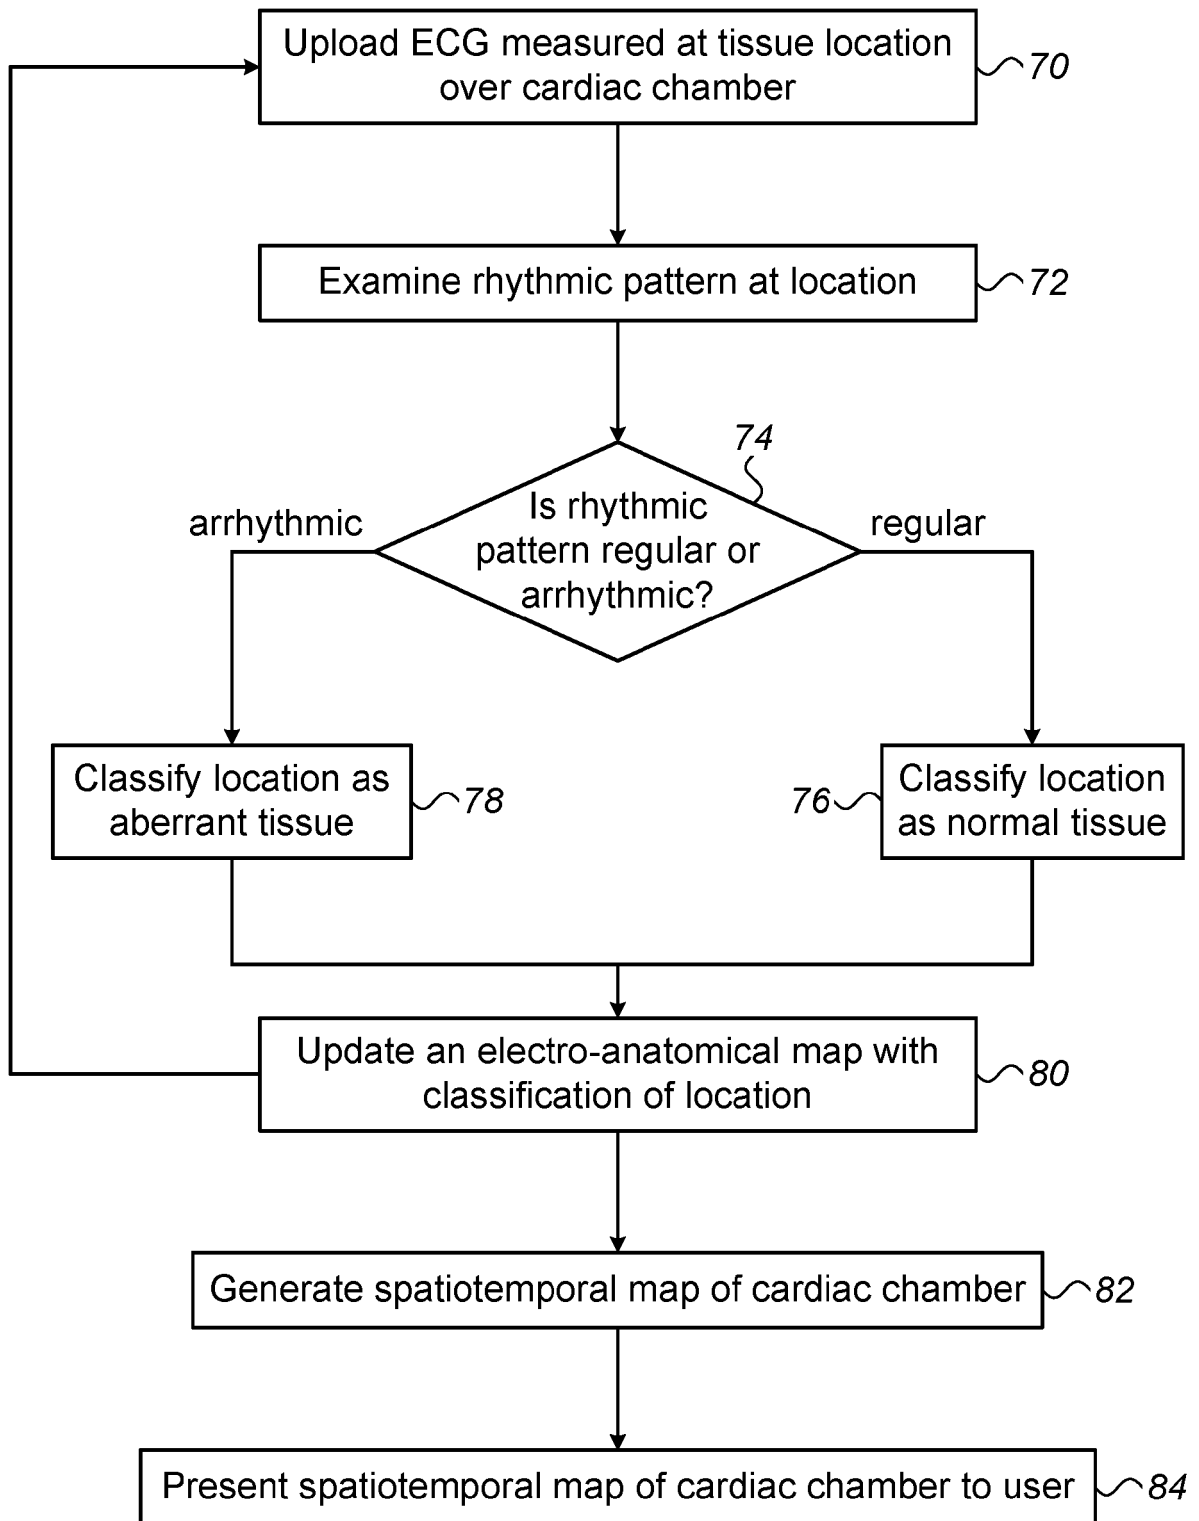 Upload ECG measured at tissue location
over cardiac chamber
70
Examine rhythmic pattern at location
72
74
Is rhythmic
pattern regular or
arrhythmic?
arrhythmic
regular
Classify location as
aberrant tissue
78
76
Classify location
as normal tissue
Update an electro-anatomical map with
classification of location
80
Generate spatiotemporal map of cardiac chamber
82
Present spatiotemporal map of cardiac chamber to user
84